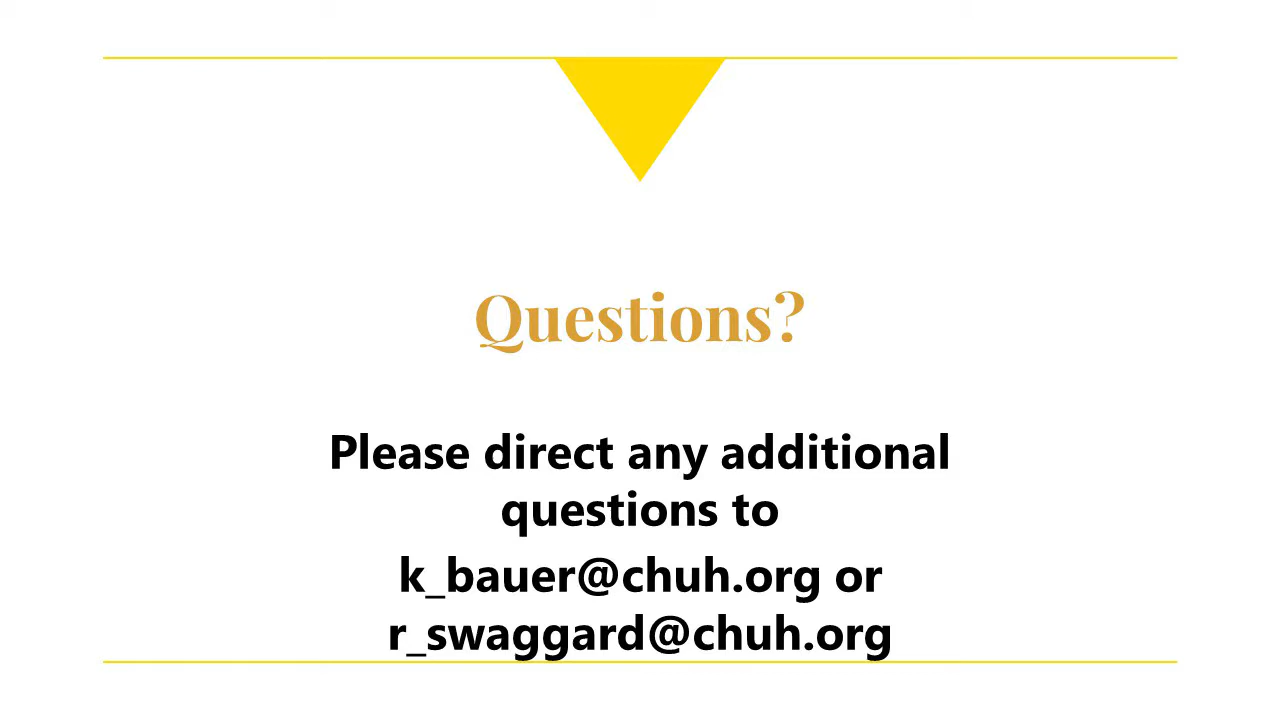 Questions?
Please direct any additional
questions to
k_bauer@chuh.org or
r_swaggard@chuh.org